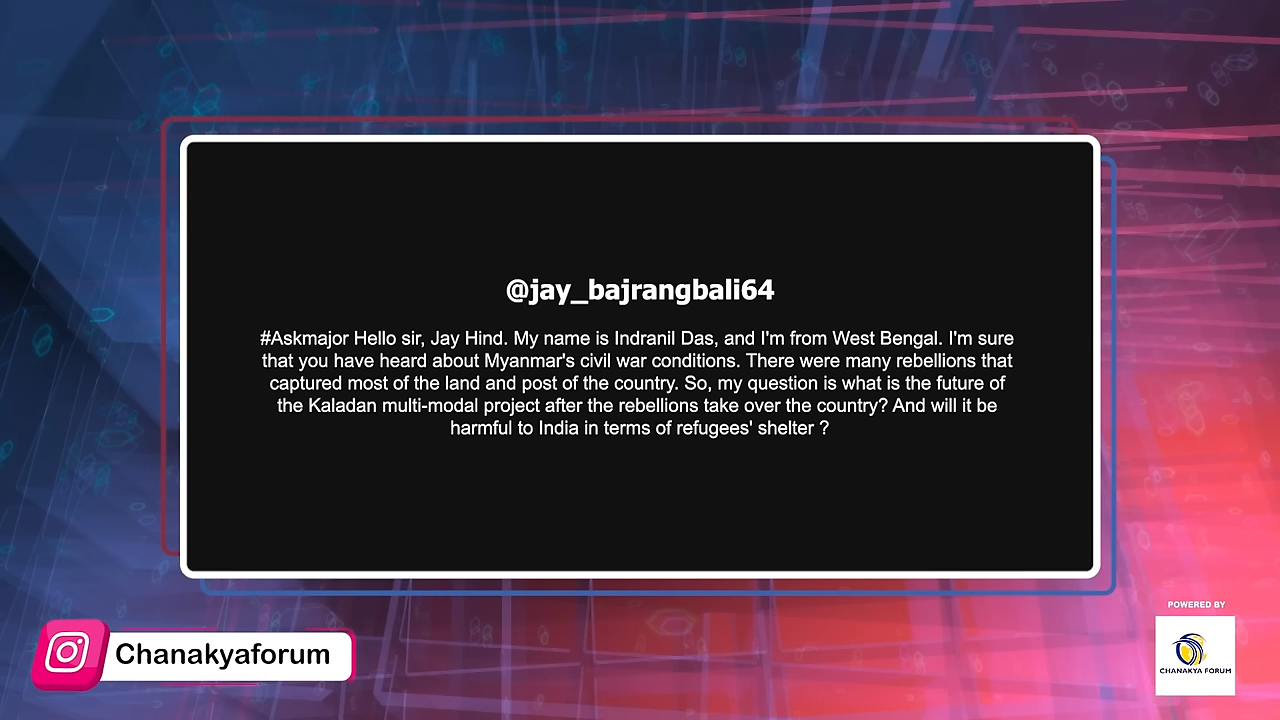 @jay_bajrangbali64
#Askmajor Hello sir, Jay Hind. My name is Indranil Das, and I'm from West Bengal. I'm sure
that you have heard about Myanmar's civil war conditions. There were many rebellions that
captured most of the land and post of the country. So, my question is what is the future of
the Kaladan multi-modal project after the rebellions take over the country? And will it be
harmful to India in terms of refugees' shelter ?
POWERED BY
Chanakyaforum
CHANAKYA FORUM